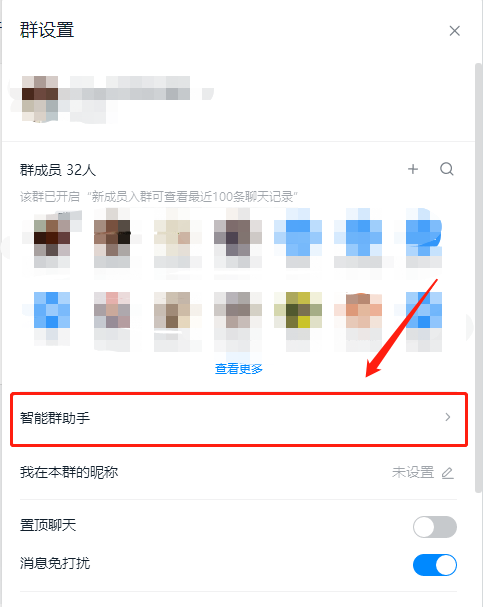 群设置
群成员 32人
该群已开启“新成员入群可查看最近100条聊天记录”
查看更多
智能群助手
我在本群的昵称 未设置
置顶聊天
消息免打扰